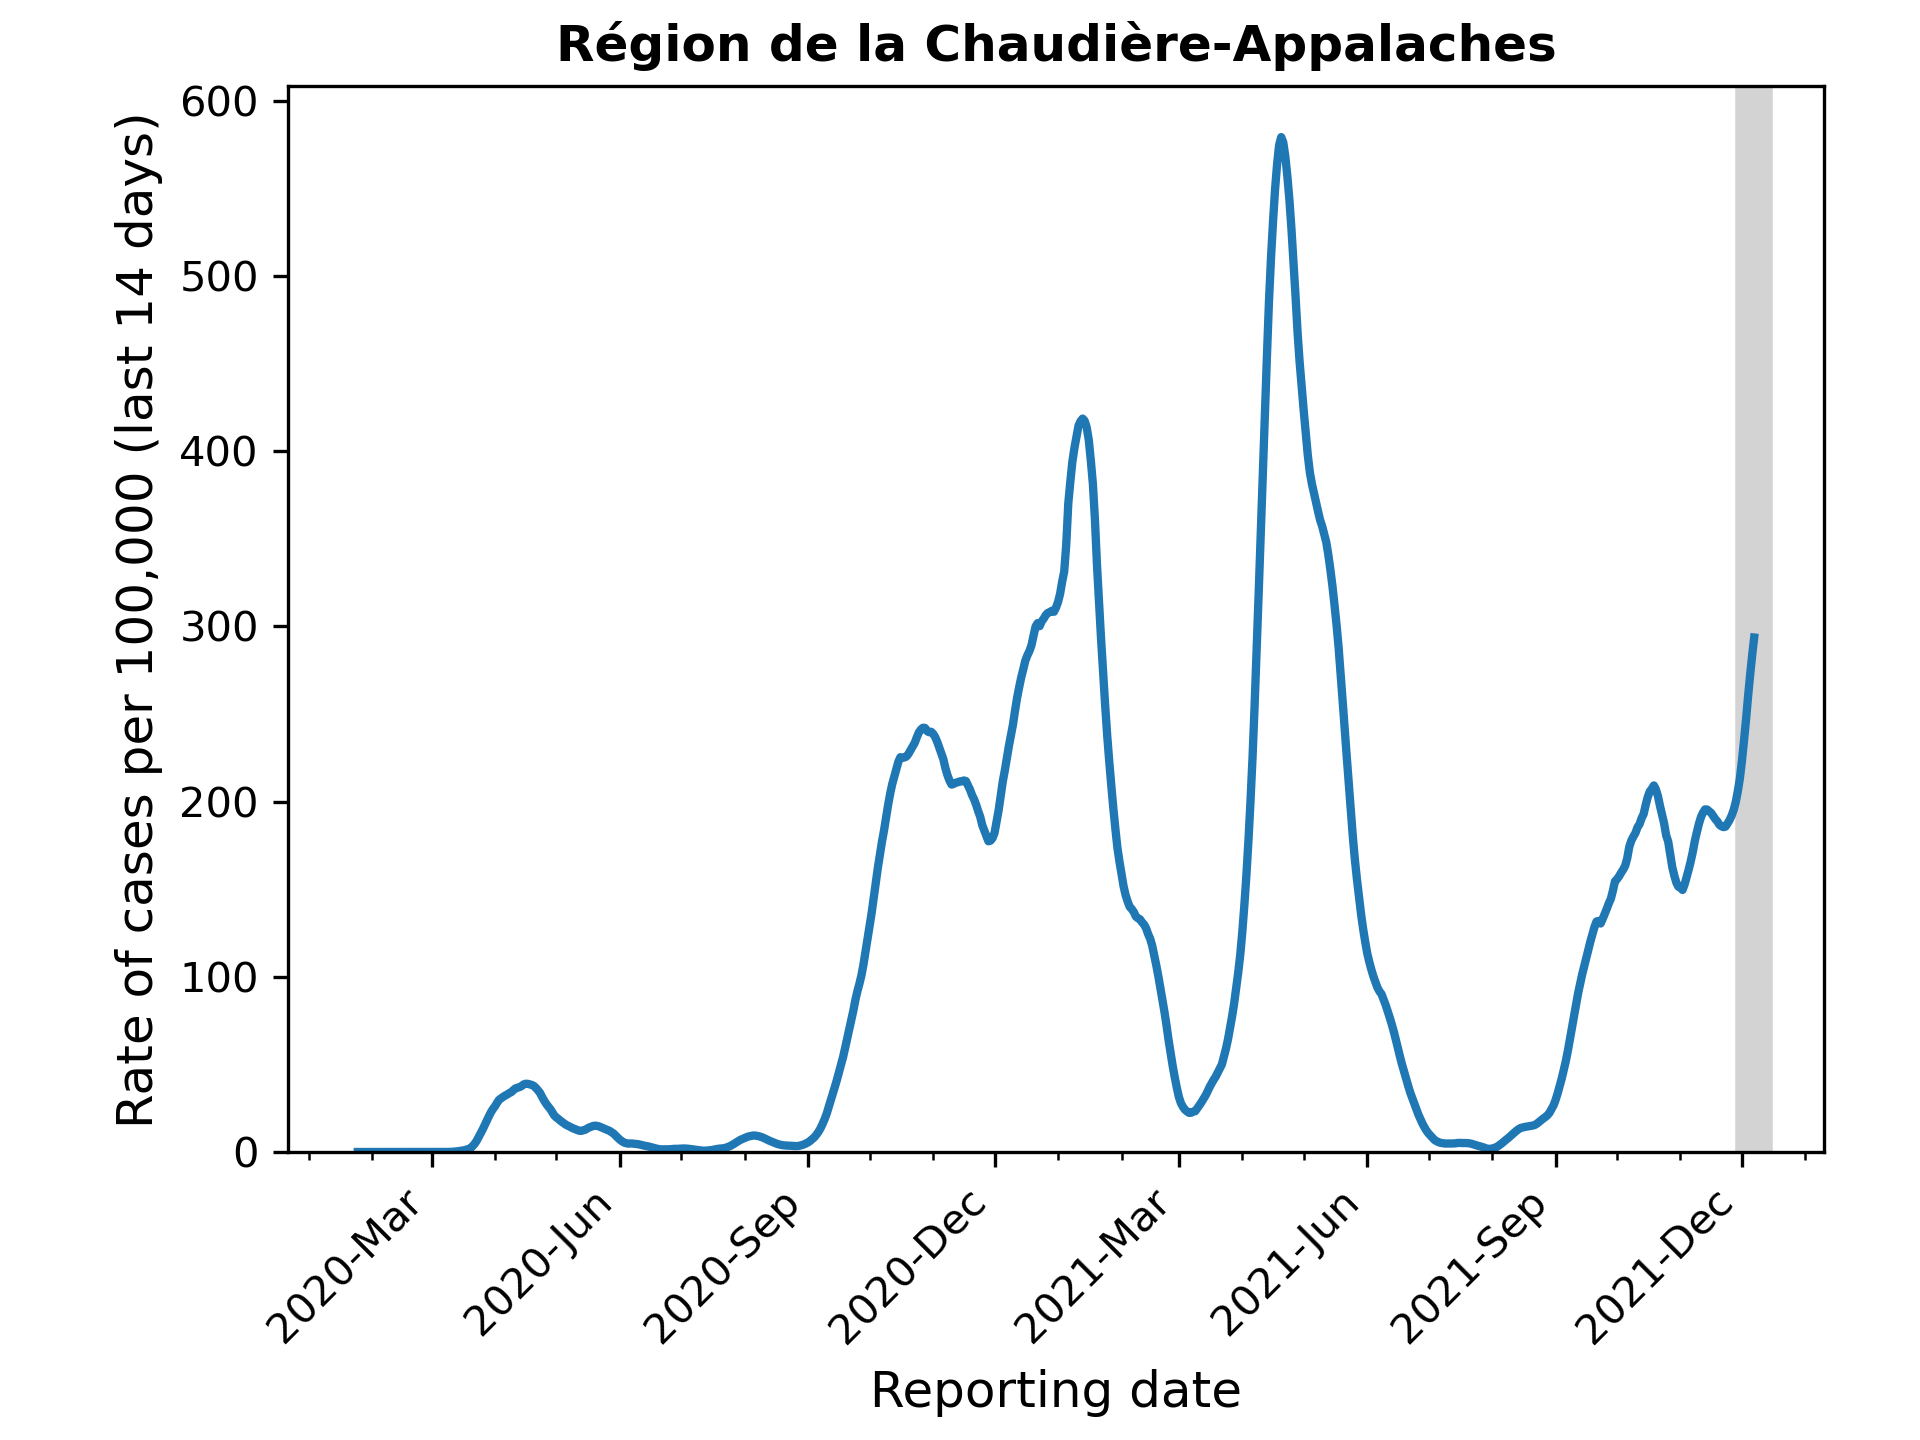 Région de la Chaudière-Appalaches
Rate of cases per 100,000 (last 14 days)
600
500
400
300
200
100
0
2020-Mar
2020-Jun
2020-Sep
2020-Dec
2021-Mar
2021-Jun
2021-Sep
2021-Dec
Reporting date